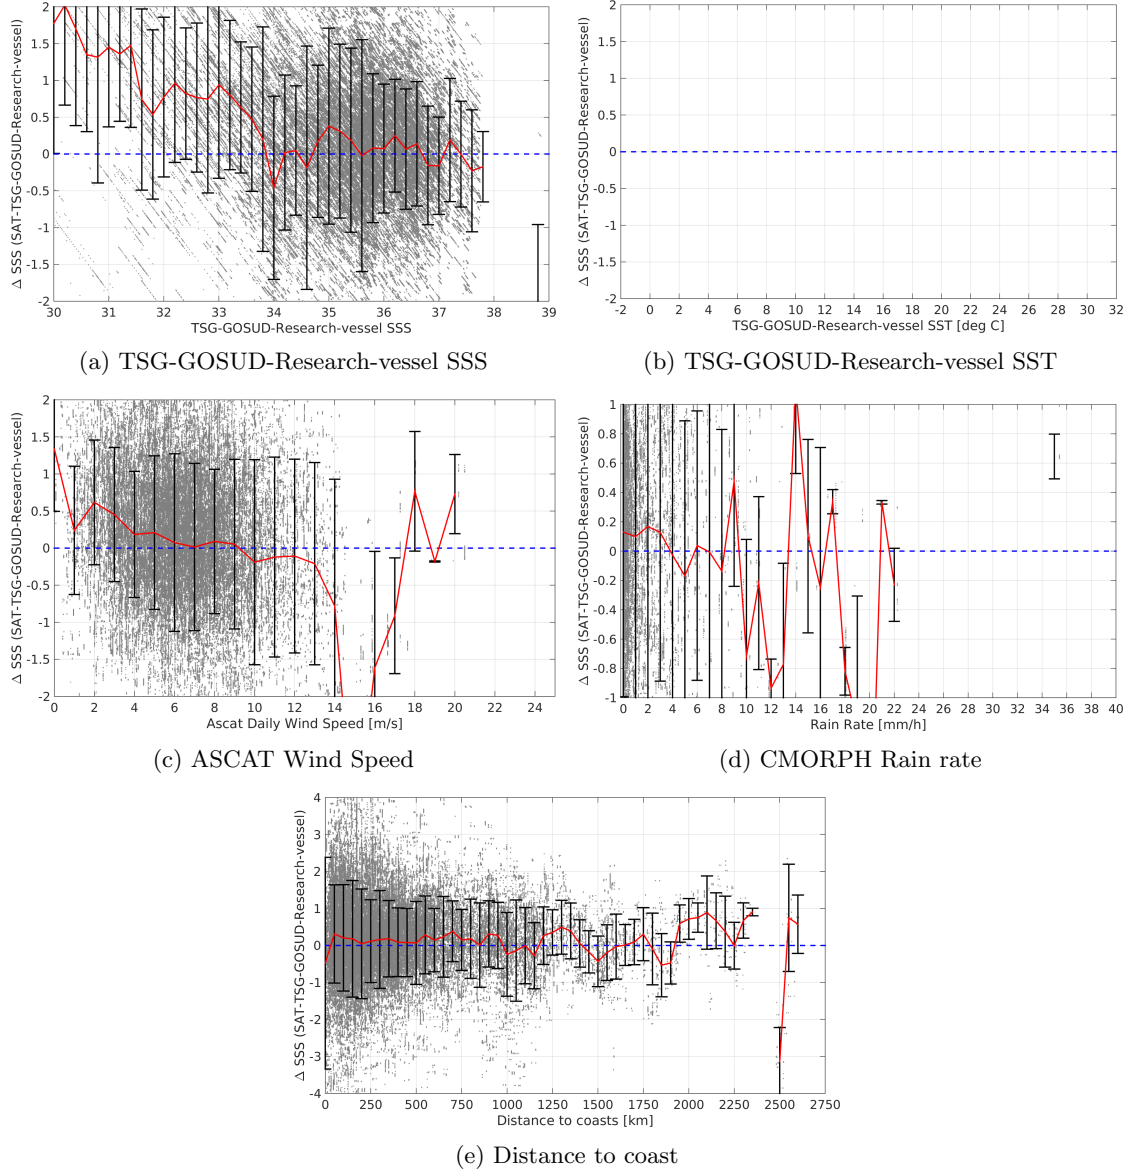 2
1.5
1
0.5
0
-0.5
-1
-1.5
-2
Δ SSS (SAT-TSG-GOSUD-Research-vessel)
30 31 32 33 34 35 36 37 38 39
TSG-GOSUD-Research-vessel SSS
(a) TSG-GOSUD-Research-vessel SSS
2
1.5
1
0.5
0
-0.5
-1
-1.5
-2
Δ SSS (SAT-TSG-GOSUD-Research-vessel)
-2 0 2 4 6 8 10 12 14 16 18 20 22 24 26 28 30 32
TSG-GOSUD-Research-vessel SST [deg C]
(b) TSG-GOSUD-Research-vessel SST
2
1.5
1
0.5
0
-0.5
-1
-1.5
-2
Δ SSS (SAT-TSG-GOSUD-Research-vessel)
0 2 4 6 8 10 12 14 16 18 20 22 24
Ascat Daily Wind Speed [m/s]
(c) ASCAT Wind Speed
1
0.8
0.6
0.4
0.2
0
-0.2
-0.4
-0.6
-0.8
-1
Δ SSS (SAT-TSG-GOSUD-Research-vessel)
0 2 4 6 8 10 12 14 16 18 20 22 24 26 28 30 32 34 36 38 40
Rain Rate [mm/h]
(d) CMORPH Rain rate
4
3
2
1
0
-1
-2
-3
-4
Δ SSS (SAT-TSG-GOSUD-Research-vessel)
0 250 500 750 1000 1250 1500 1750 2000 2250 2500 2750
Distance to coasts [km]
(e) Distance to coast